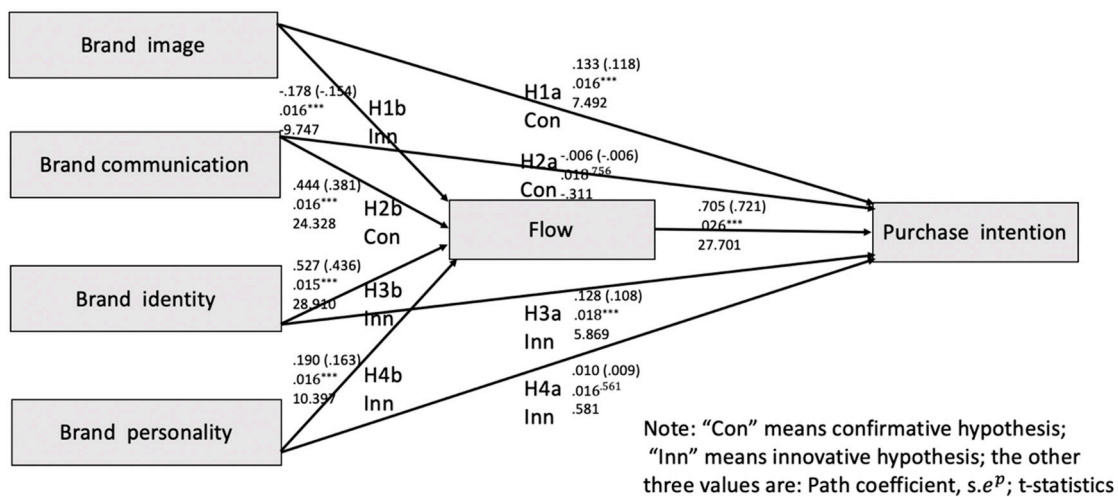 Brand image
.133 (.118)
.016***
7.492
H1a
Con
-.178 (-.154)
.016***
-9.747
H1b
Inn
Brand communication
H2a
Con
-.006 (-.006)
.018.756
-.311
.444 (.381)
.016***
24.328
H2b
Con
Flow
.705 (.721)
.026***
27.701
Purchase intention
.527 (.436)
.015***
28.910
H3b
Inn
Brand identity
.128 (.108)
.018***
5.869
H3a
Inn
.190 (.163)
.016***
10.397
H4b
Inn
.010 (.009)
.016.561
.581
H4a
Inn
Brand personality
Note: “Con” means confirmative hypothesis;
“Inn” means innovative hypothesis; the other
three values are: Path coefficient, s.e^p; t-statistics